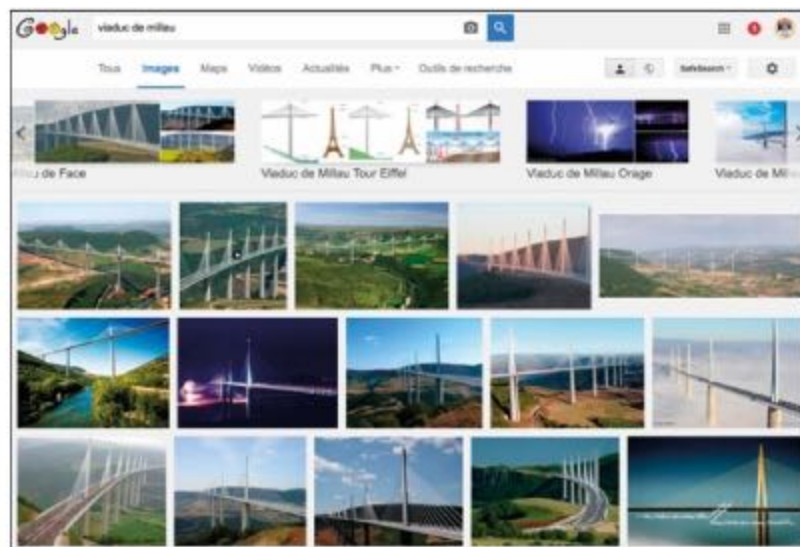 Google viaduc de millau
Tous Images Maps Vidéos Actualités Plus Outils de recherche SafeSearch
de Face Viaduc de Millau Tour Eiffel Viaduc de Millau Orage Viaduc de